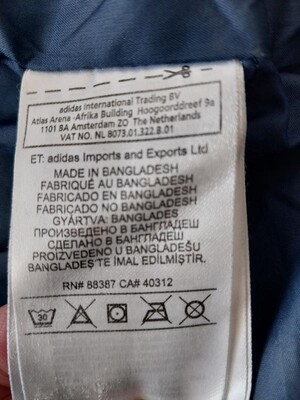 adidas International Trading BV
Atlas Arena -Afrika Building Hoogoorddreef 9a
1101 BA Amsterdam ZO The Netherlands
VAT NO. NL 8073.01.322.B.01
ET: adidas Imports and Exports Ltd
MADE IN BANGLADESH
FABRIQUÉ AU BANGLADESH
FABRICADO EN BANGLADESH
FABRICADO NO BANGLADESH
GYÁRTVA: BANGLADES
ПРОИЗВЕДЕНО В БАНГЛАДЕШ
СДЕЛАНО В БАНГЛАДЕШ
PROIZVEDENO U BANGLADEŠU
BANGLADEŞ'TE İMAL EDİLMİŞTİR.
RN# 88387 CA# 40312
30